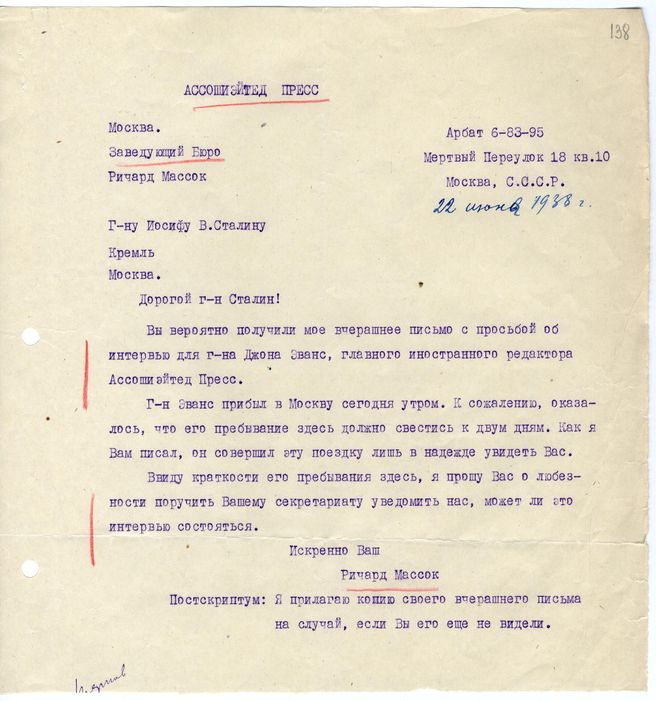 138
АССОШИЭЙТЕД ПРЕСС
Москва.
Заведующий Бюро
Ричард Массок
Арбат 6-83-95
Мертвый Переулок 18 кв.10
Москва, С.С.С.Р.
22 июня 1938 г.
Г-ну Иосифу В.Сталину
Кремль
Москва.
Дорогой г-н Сталин!
Вы вероятно получили мое вчерашнее письмо с просьбой об
интервью для г-на Джона Эванс, главного иностранного редактора
Ассошиэйтед Пресс.
Г-н Эванс прибыл в Москву сегодня утром. К сожалению, оказа-
лось, что его пребывание здесь должно свестись к двум дням. Как я
Вам писал, он совершил эту поездку лишь в надежде увидеть Вас.
Ввиду краткости его пребывания здесь, я прошу Вас о любез-
ности поручить Вашему секретариату уведомить нас, может ли это
интервью состояться.
Искренно Ваш
Ричард Массок
Постскриптум: Я прилагаю копию своего вчерашнего письма
на случай, если Вы его еще не видели.